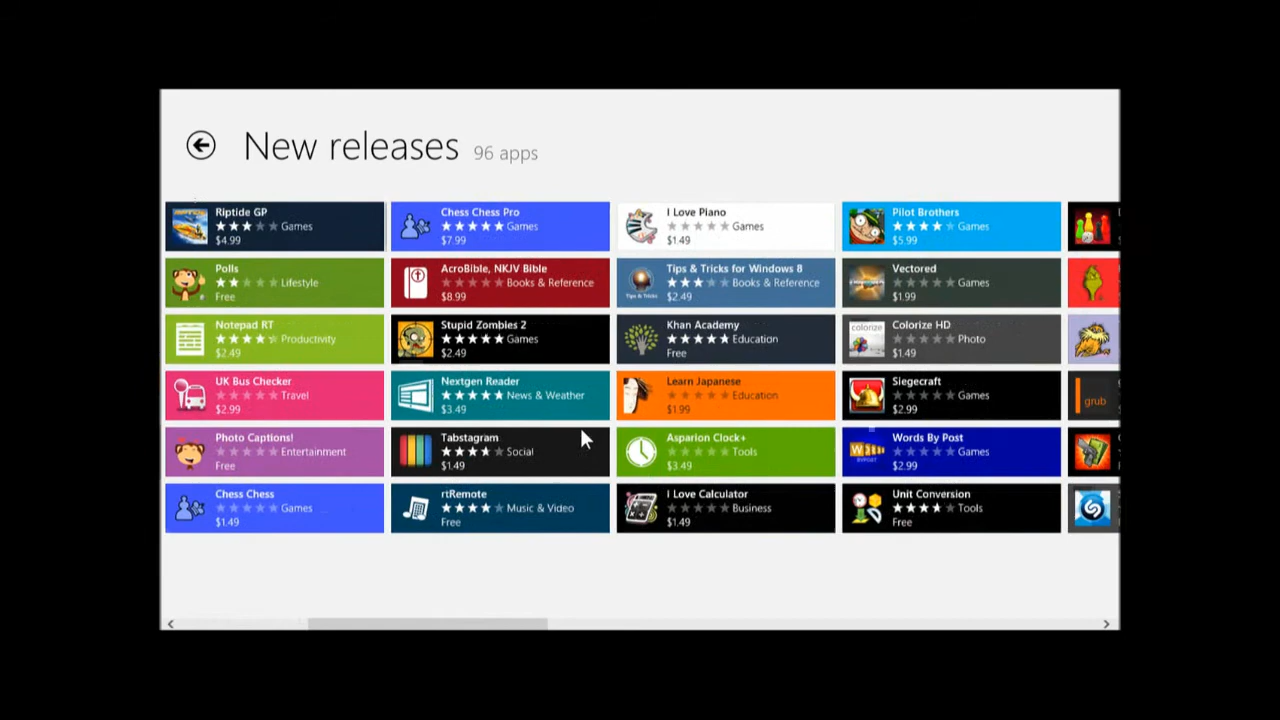 New releases 96 apps
Riptide GP
Games
$4.99
Polls
Lifestyle
Free
Notepad RT
Productivity
$2.49
UK Bus Checker
Travel
$2.99
Photo Captions!
Entertainment
Free
Chess Chess
Games
$1.49
Chess Chess Pro
Games
$7.99
AcroBible, NKJV Bible
Books & Reference
$8.99
Stupid Zombies 2
Games
$2.49
Nextgen Reader
News & Weather
$3.49
Tabstagram
Social
$1.49
rtRemote
Music & Video
Free
I Love Piano
Games
$1.49
Tips & Tricks
Tips & Tricks for Windows 8
Books & Reference
$2.49
Khan Academy
Education
Free
Learn Japanese
Education
$1.99
Asparion Clock+
Tools
$3.49
I Love Calculator
Business
$1.49
Pilot Brothers
Games
$5.99
Vectored
Games
$1.99
colorize
Colorize HD
Photo
$1.49
Siegecraft
Games
$2.99
Words By Post
Games
$2.99
Unit Conversion
Tools
Free
grub